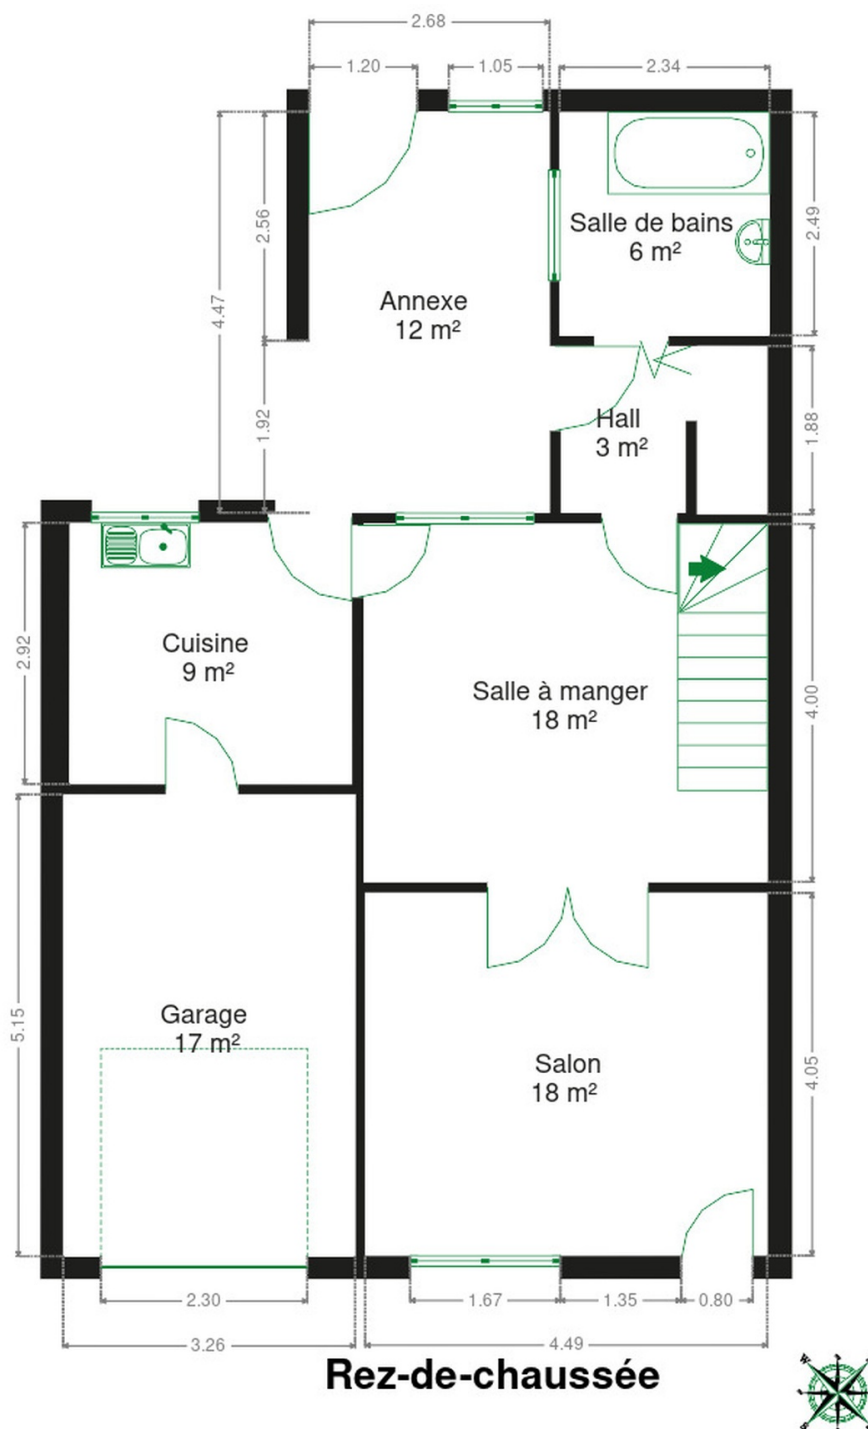 2.68
1.20
1.05
2.34
2.56
4.47
2.49
Salle de bains
6 m²
Annexe
12 m²
1.92
1.88
Hall
3 m²
2.92
Cuisine
9 m²
Salle à manger
18 m²
4.00
5.15
Garage
17 m²
Salon
18 m²
4.05
2.30
1.67
1.35
0.80
3.26
4.49
Rez-de-chaussée
W